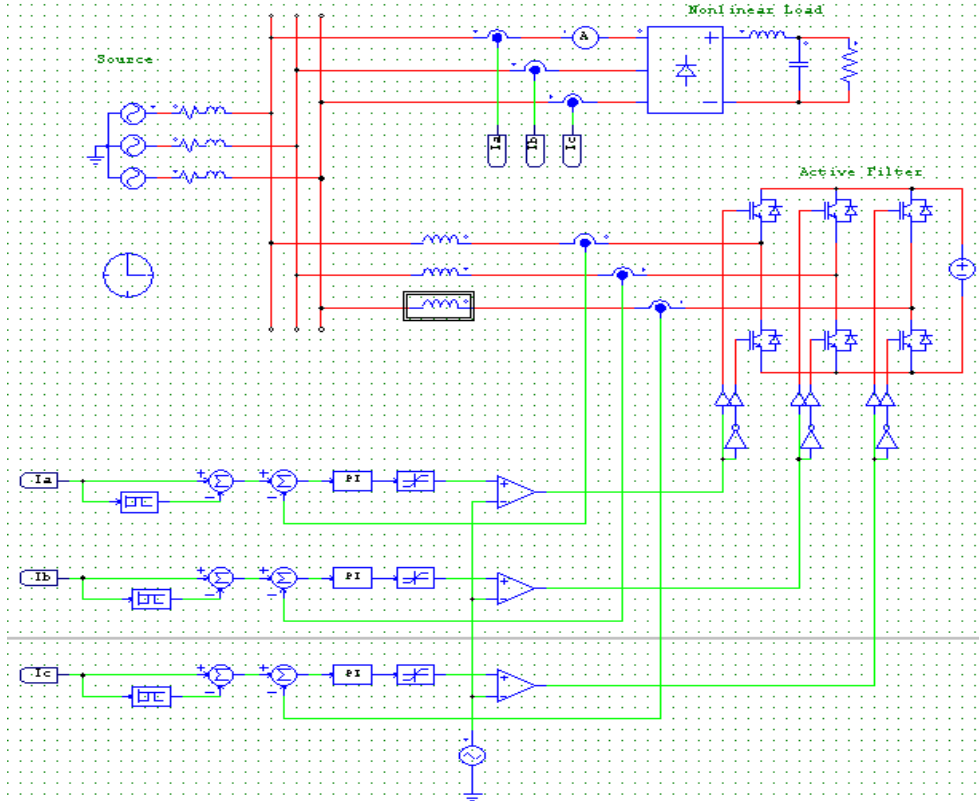 Nonlinear Load
A
Source
Ia
Ib
Ic
Active Filter
Ia
PI
Ib
PI
Ic
PI